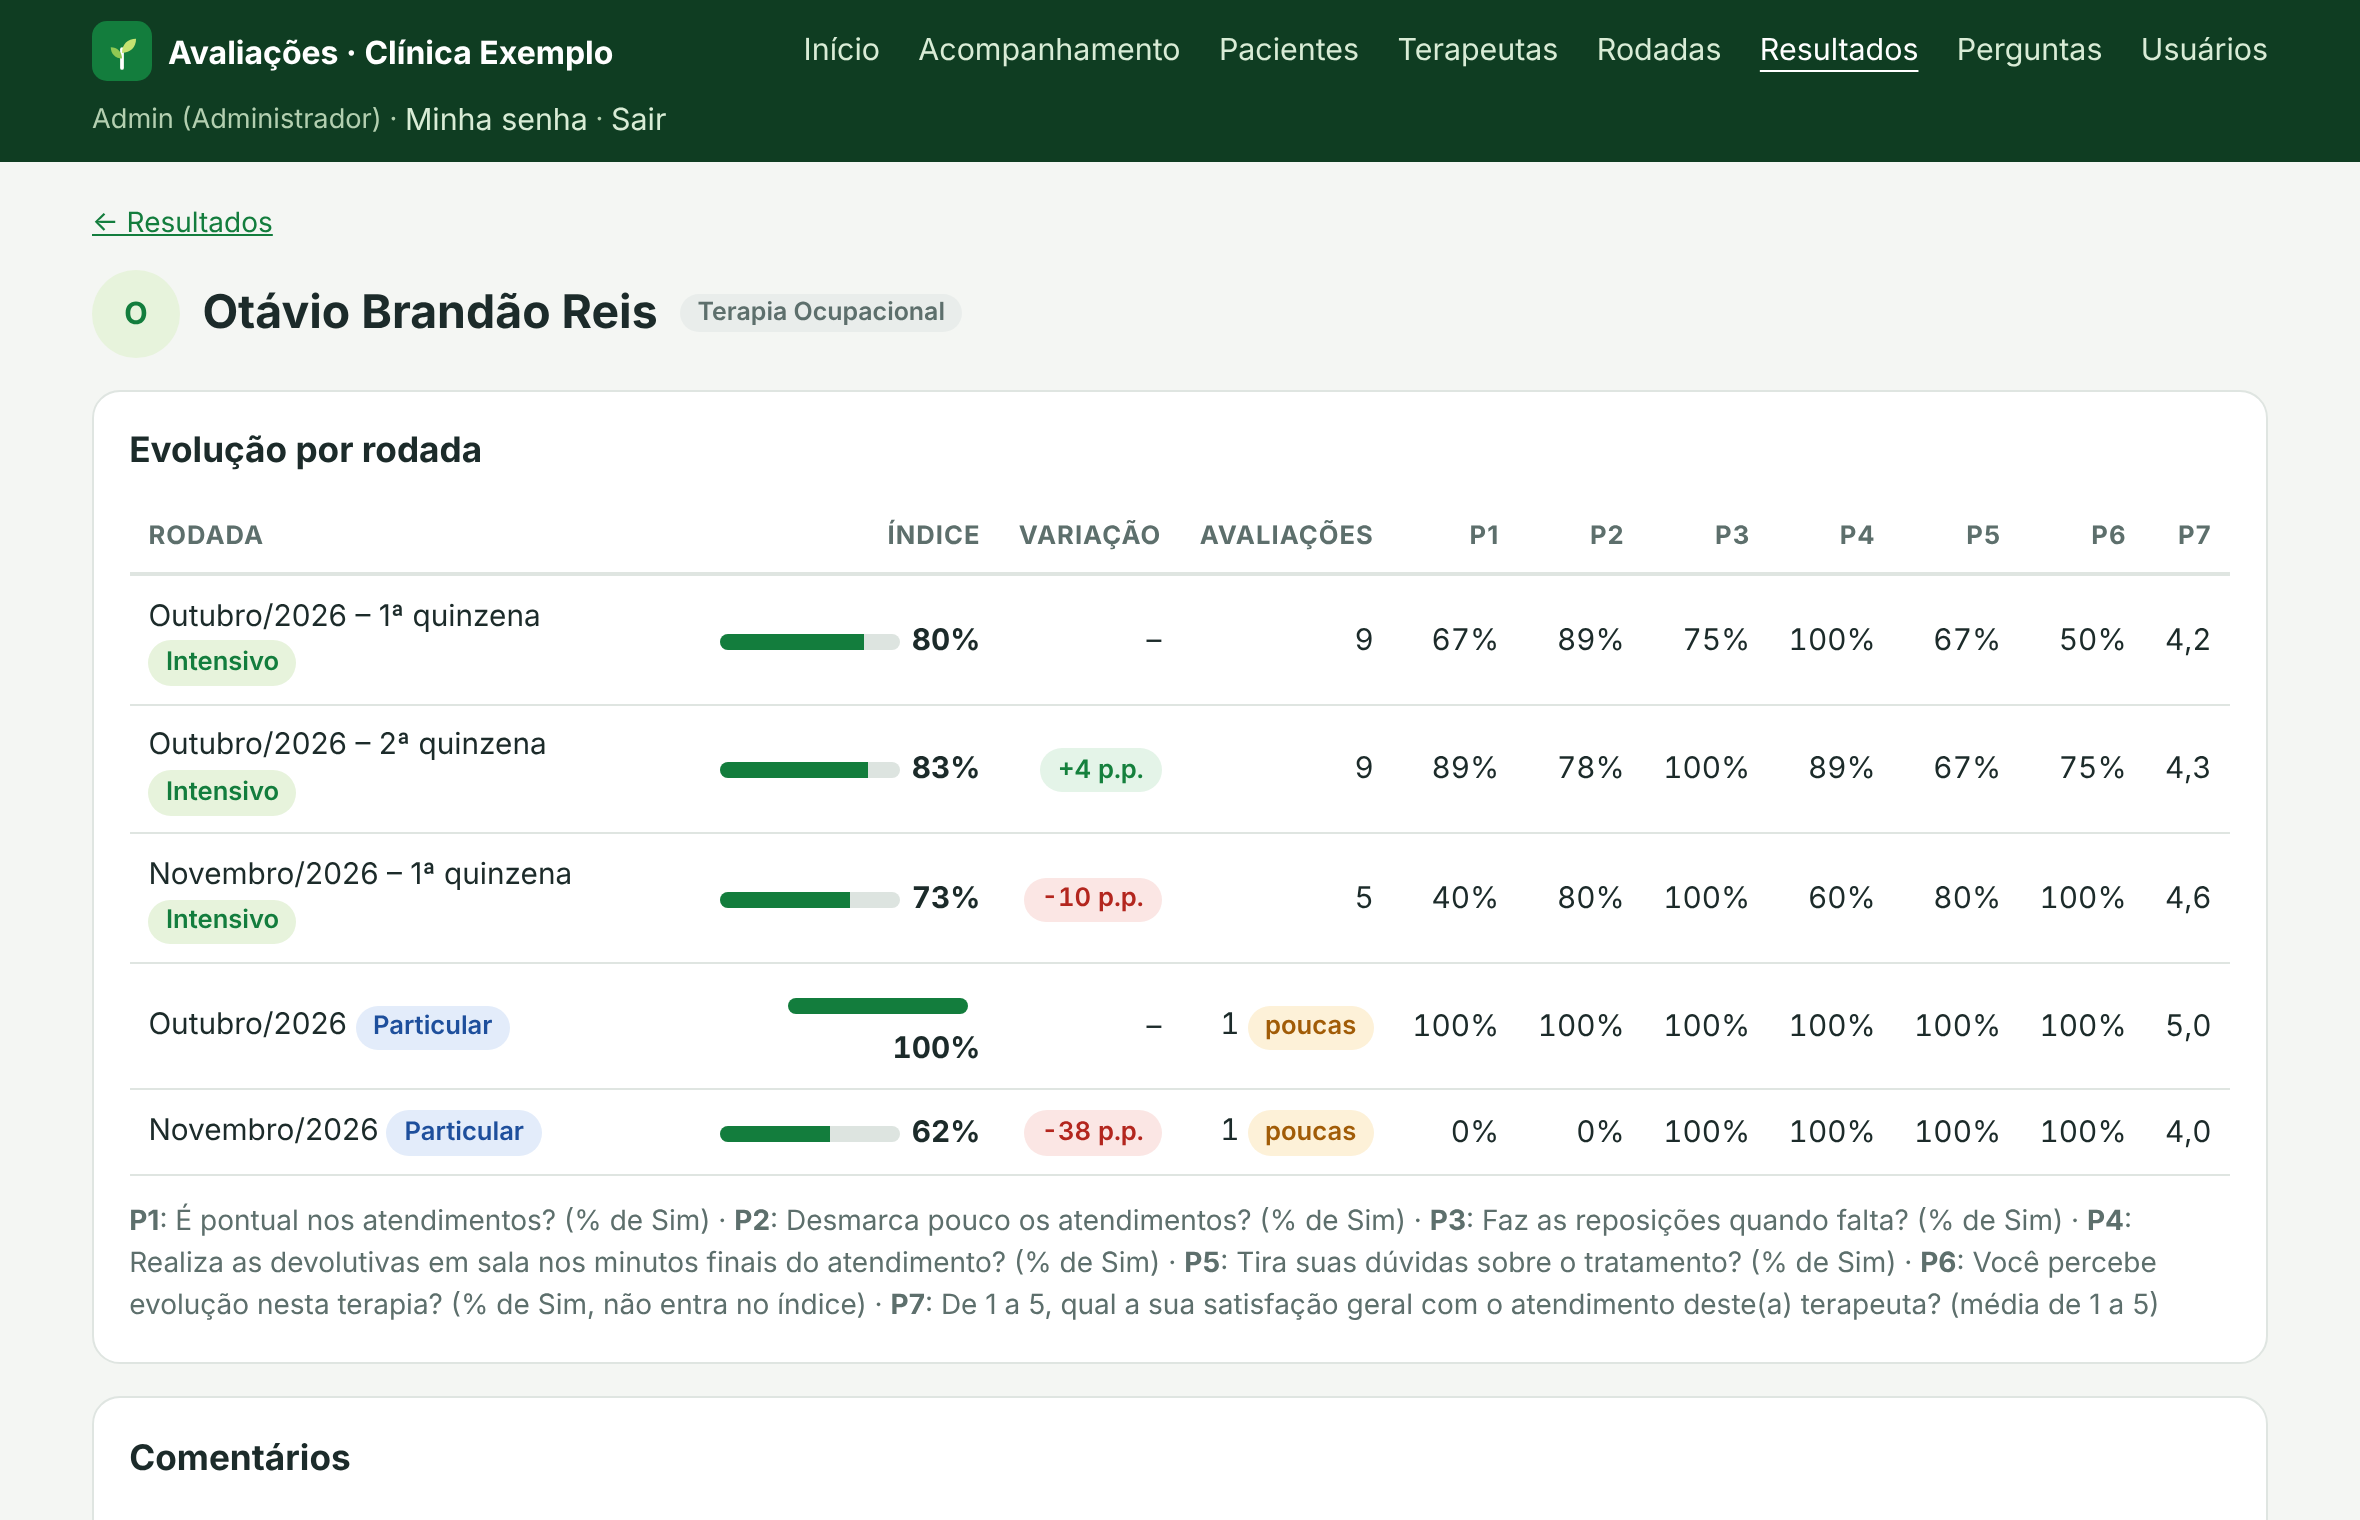 Avaliações · Clínica Exemplo
Início Acompanhamento Pacientes Terapeutas Rodadas Resultados Perguntas Usuários
Admin (Administrador) · Minha senha · Sair
← Resultados
O Otávio Brandão Reis Terapia Ocupacional
Evolução por rodada
RODADA ÍNDICE VARIAÇÃO AVALIAÇÕES P1 P2 P3 P4 P5 P6 P7
Outubro/2026 – 1ª quinzena
Intensivo
80% – 9 67% 89% 75% 100% 67% 50% 4,2
Outubro/2026 – 2ª quinzena
Intensivo
83% +4 p.p. 9 89% 78% 100% 89% 67% 75% 4,3
Novembro/2026 – 1ª quinzena
Intensivo
73% -10 p.p. 5 40% 80% 100% 60% 80% 100% 4,6
Outubro/2026 Particular 100% – 1 poucas 100% 100% 100% 100% 100% 100% 5,0
Novembro/2026 Particular 62% -38 p.p. 1 poucas 0% 0% 100% 100% 100% 100% 4,0
P1: É pontual nos atendimentos? (% de Sim) · P2: Desmarca pouco os atendimentos? (% de Sim) · P3: Faz as reposições quando falta? (% de Sim) · P4:
Realiza as devolutivas em sala nos minutos finais do atendimento? (% de Sim) · P5: Tira suas dúvidas sobre o tratamento? (% de Sim) · P6: Você percebe
evolução nesta terapia? (% de Sim, não entra no índice) · P7: De 1 a 5, qual a sua satisfação geral com o atendimento deste(a) terapeuta? (média de 1 a 5)
Comentários